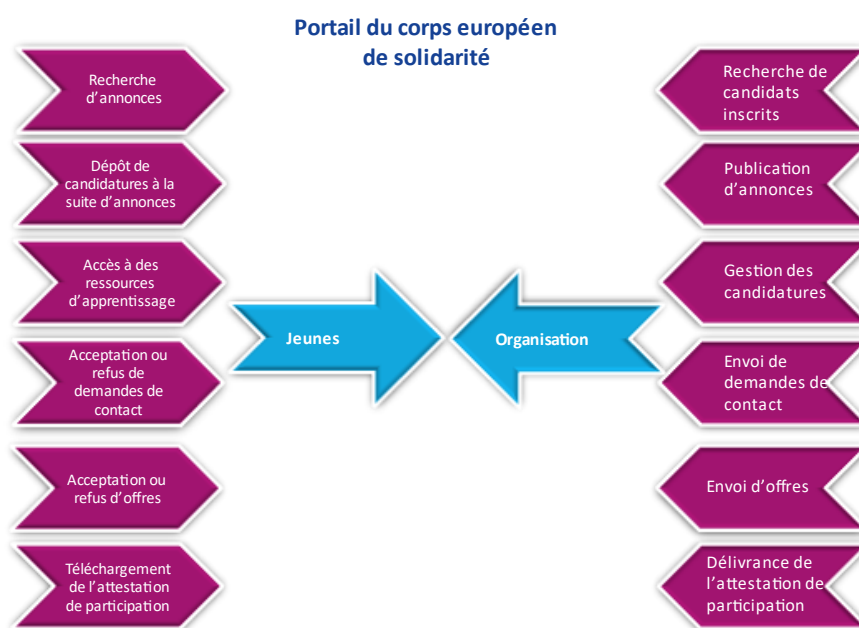 Portail du corps européen
de solidarité
Recherche
d’annonces
Dépôt de
candidatures à la
suite d’annonces
Accès à des
ressources
d’apprentissage
Acceptation ou
refus de
demandes de
contact
Acceptation ou
refus d’offres
Téléchargement
de l’attestation
de participation
Jeunes
Organisation
Recherche de
candidats
inscrits
Publication
d’annonces
Gestion des
candidatures
Envoi de
demandes de
contact
Envoi d’offres
Délivrance de
l’attestation de
participation